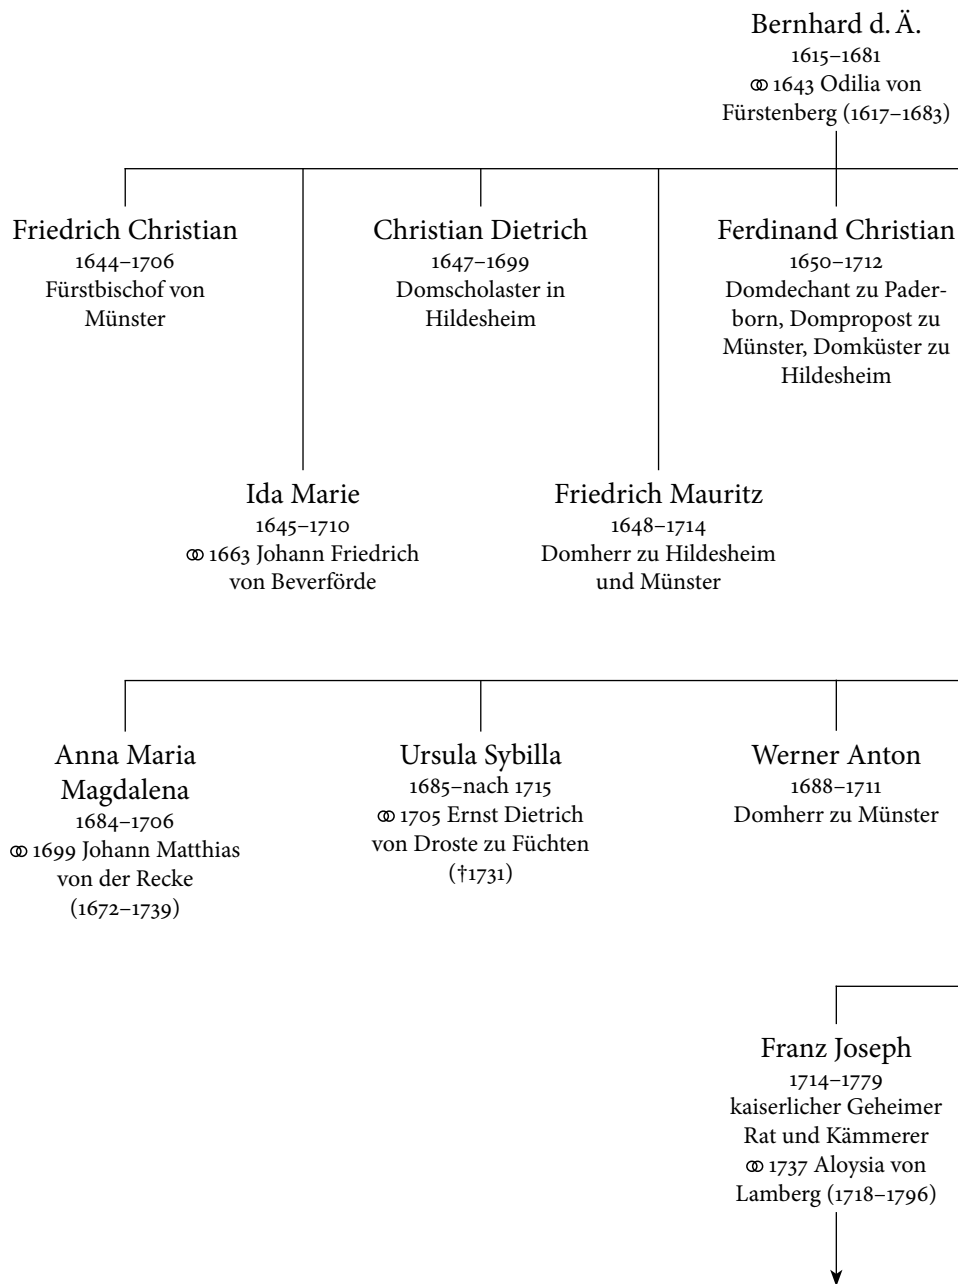 Bernhard d. Ä.
1615–1681
⚭ 1643 Odilia von
Fürstenberg (1617–1683)
Friedrich Christian
1644–1706
Fürstbischof von
Münster
Christian Dietrich
1647–1699
Domscholaster in
Hildesheim
Ferdinand Christian
1650–1712
Domdechant zu Pader-
born, Dompropost zu
Münster, Domküster zu
Hildesheim
Ida Marie
1645–1710
⚭ 1663 Johann Friedrich
von Beverförde
Friedrich Mauritz
1648–1714
Domherr zu Hildesheim
und Münster
Anna Maria
Magdalena
1684–1706
⚭ 1699 Johann Matthias
von der Recke
(1672–1739)
Ursula Sybilla
1685–nach 1715
⚭ 1705 Ernst Dietrich
von Droste zu Füchten
(†1731)
Werner Anton
1688–1711
Domherr zu Münster
Franz Joseph
1714–1779
kaiserlicher Geheimer
Rat und Kämmerer
⚭ 1737 Aloysia von
Lamberg (1718–1796)